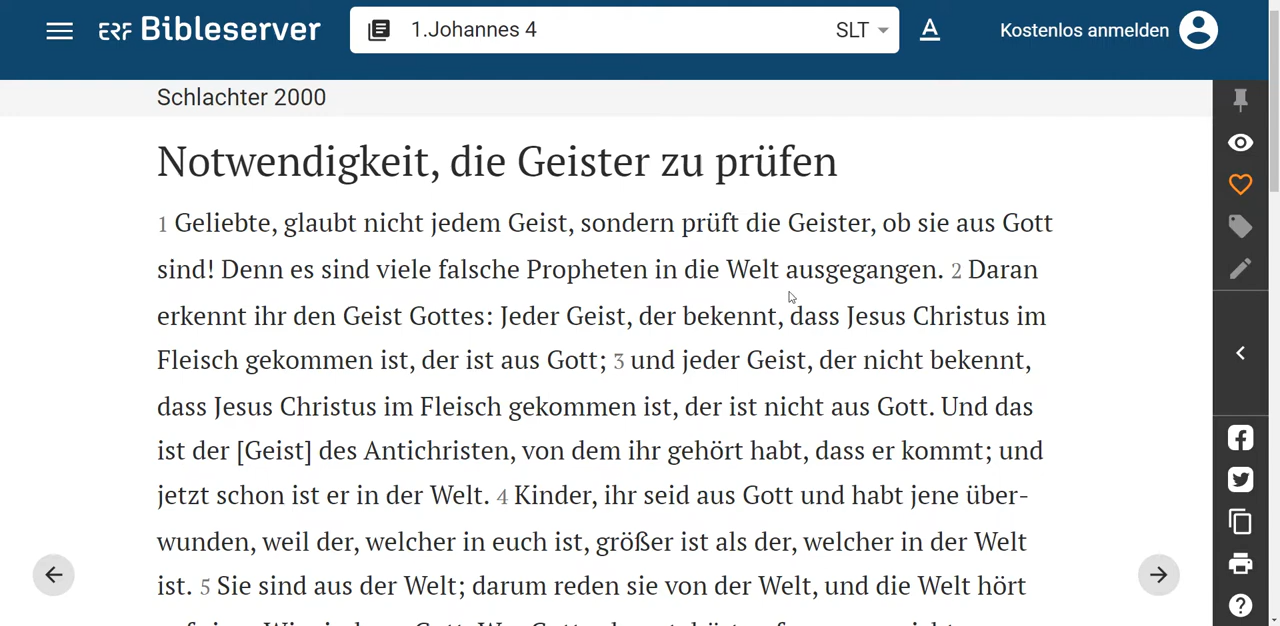 ERF Bibleserver
1.Johannes 4
SLT
Kostenlos anmelden
Schlachter 2000
Notwendigkeit, die Geister zu prüfen
1 Geliebte, glaubt nicht jedem Geist, sondern prüft die Geister, ob sie aus Gott
sind! Denn es sind viele falsche Propheten in die Welt ausgegangen. 2 Daran
erkennt ihr den Geist Gottes: Jeder Geist, der bekennt, dass Jesus Christus im
Fleisch gekommen ist, der ist aus Gott; 3 und jeder Geist, der nicht bekennt,
dass Jesus Christus im Fleisch gekommen ist, der ist nicht aus Gott. Und das
ist der [Geist] des Antichristen, von dem ihr gehört habt, dass er kommt; und
jetzt schon ist er in der Welt. 4 Kinder, ihr seid aus Gott und habt jene über-
wunden, weil der, welcher in euch ist, größer ist als der, welcher in der Welt
ist. 5 Sie sind aus der Welt; darum reden sie von der Welt, und die Welt hört